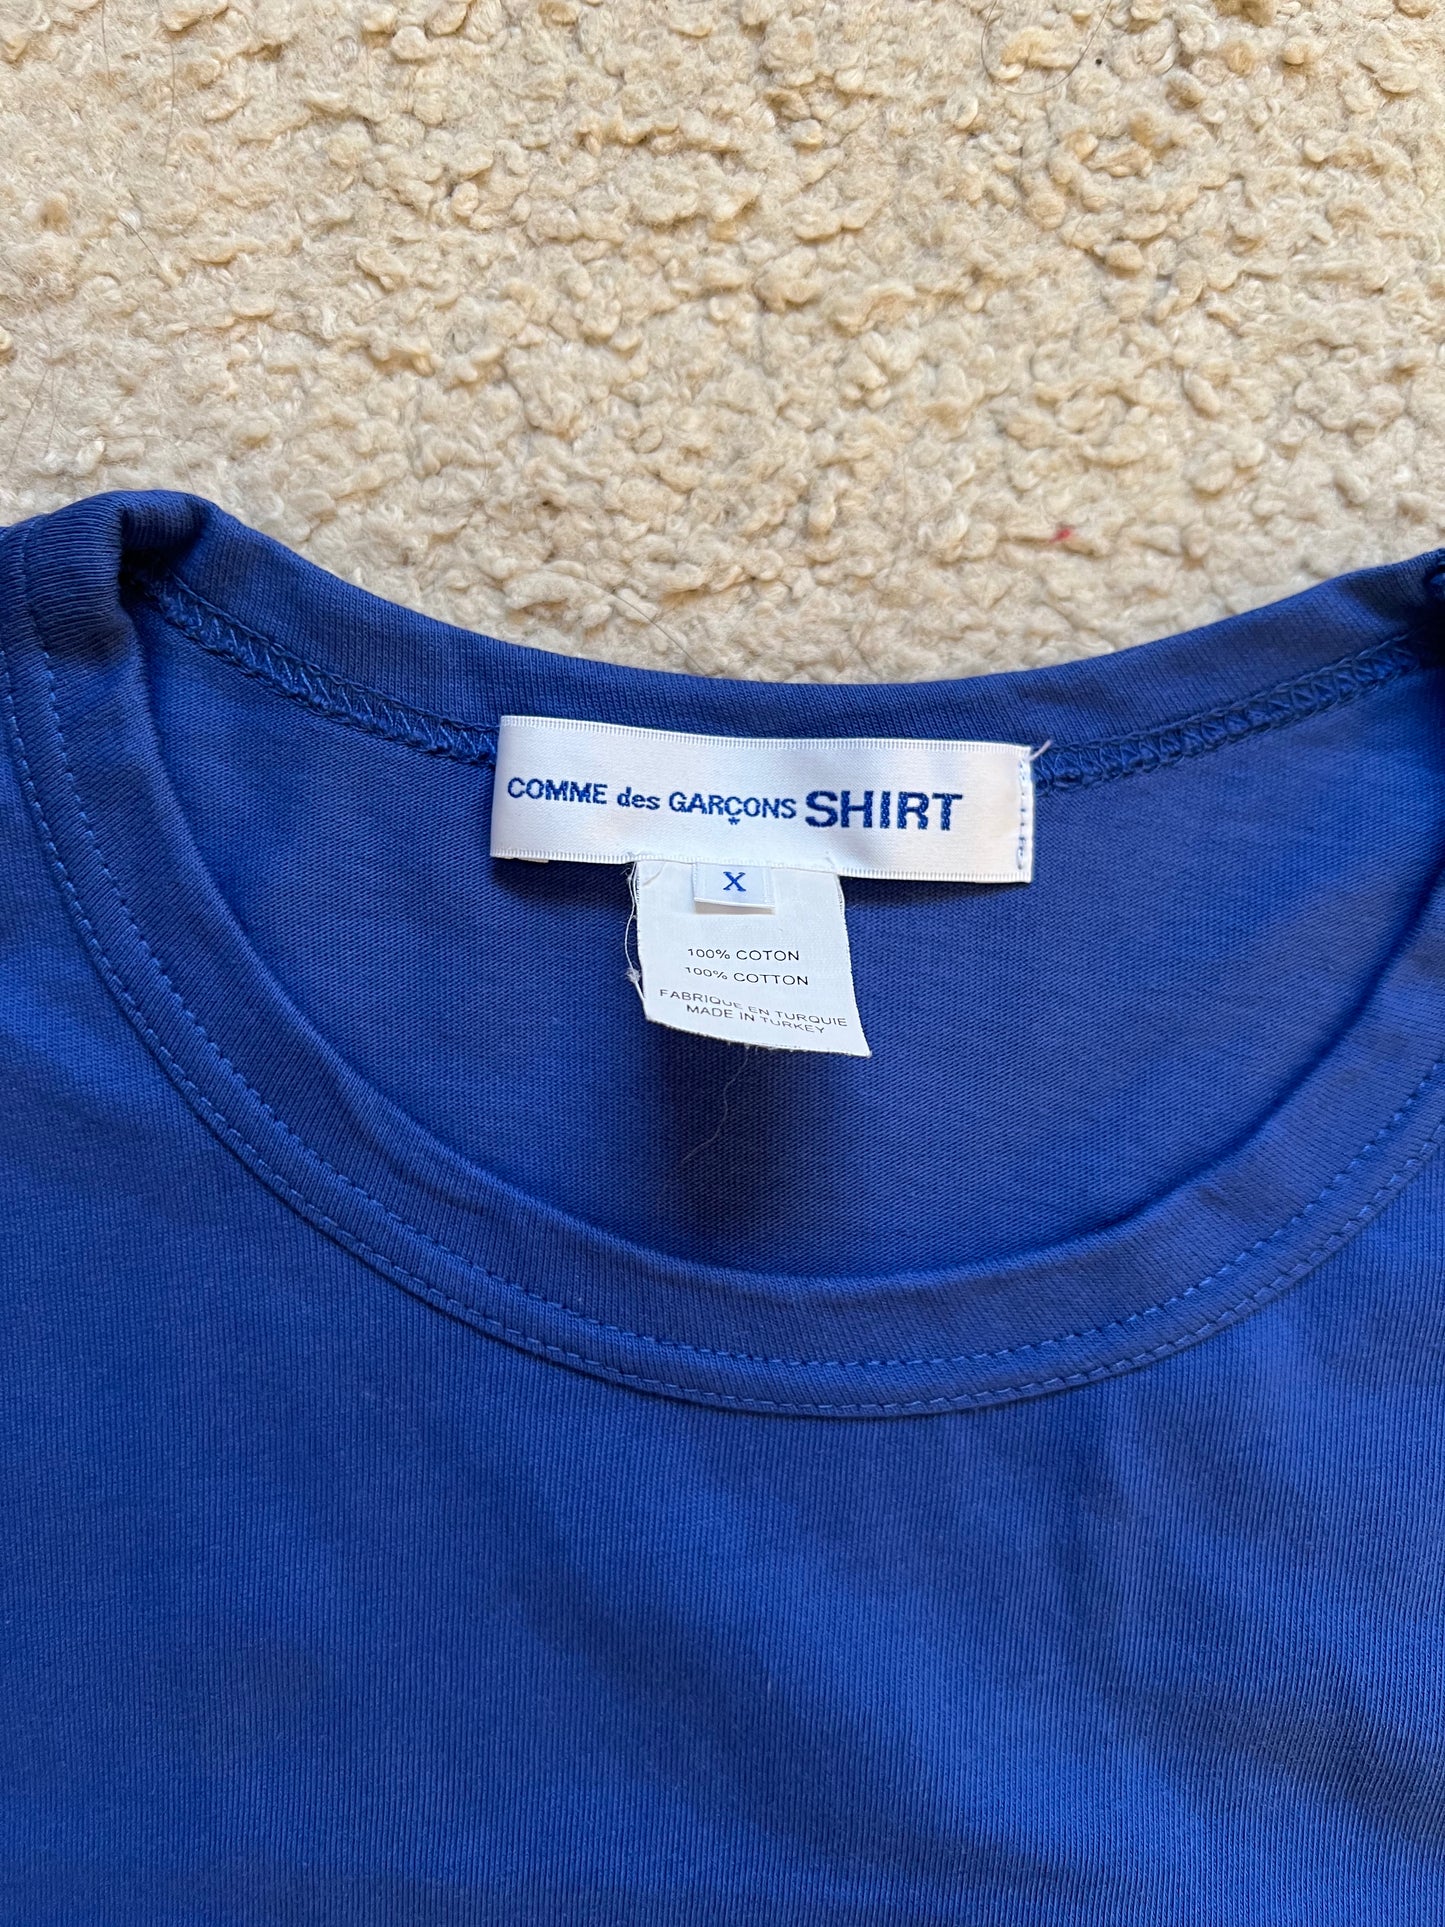 COMME des GARÇONS SHIRT
X
100% COTON
100% COTTON
FABRIQUE EN TURQUIE
MADE IN TURKEY